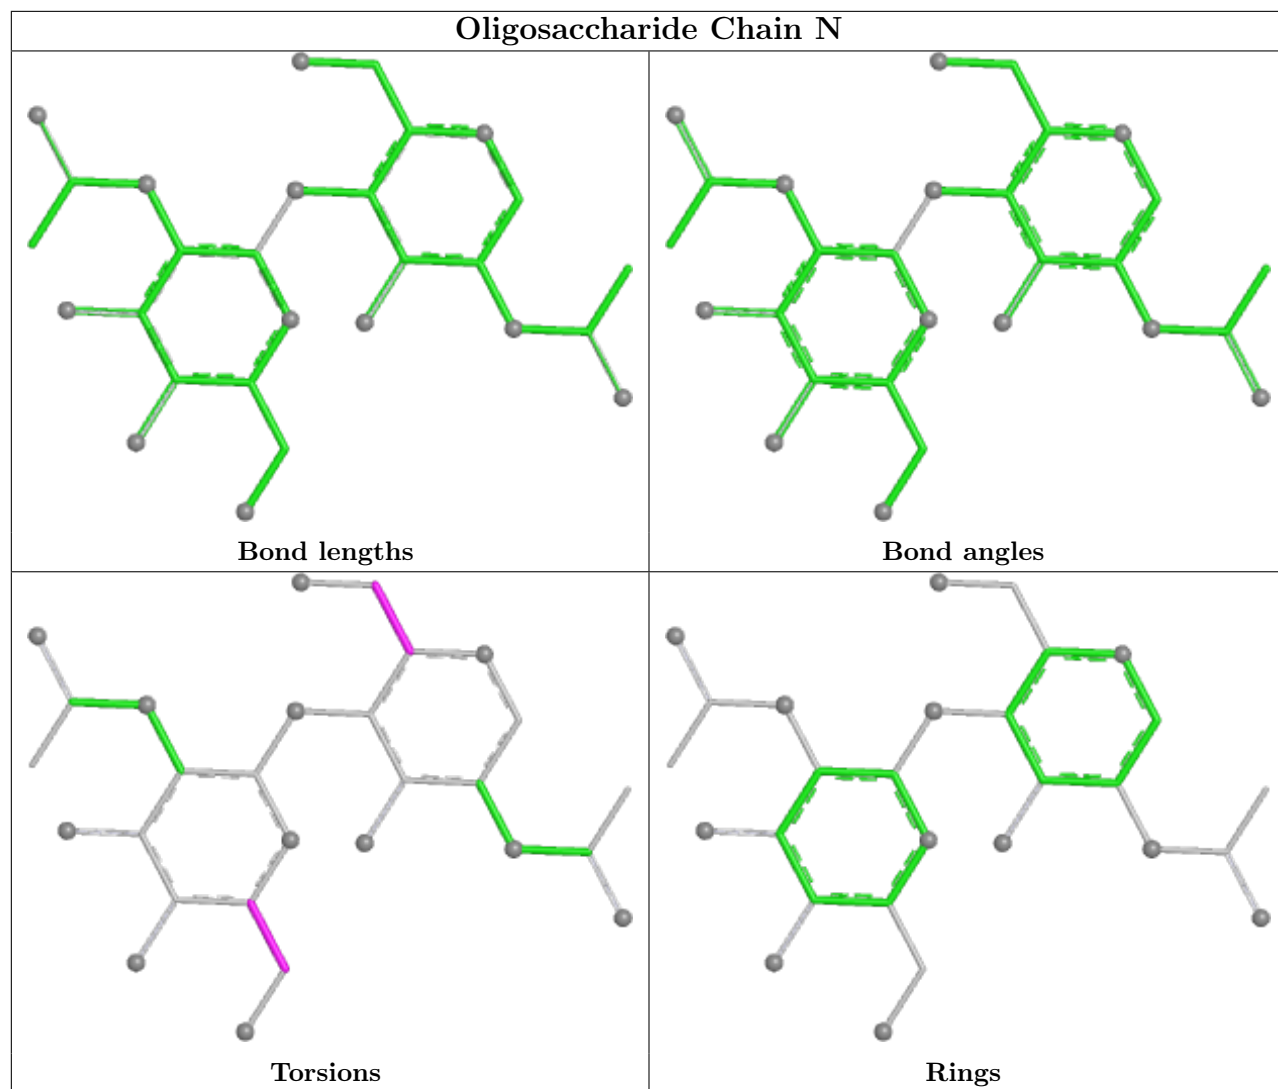 Oligosaccharide Chain N
Bond lengths
Bond angles
Torsions
Rings